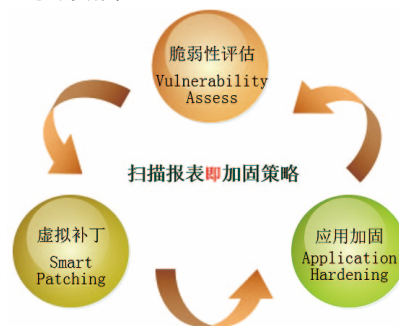 脆弱性评估
Vulnerability
Assess
扫描报表即加固策略
虚拟补丁
Smart
Patching
应用加固
Application
Hardening